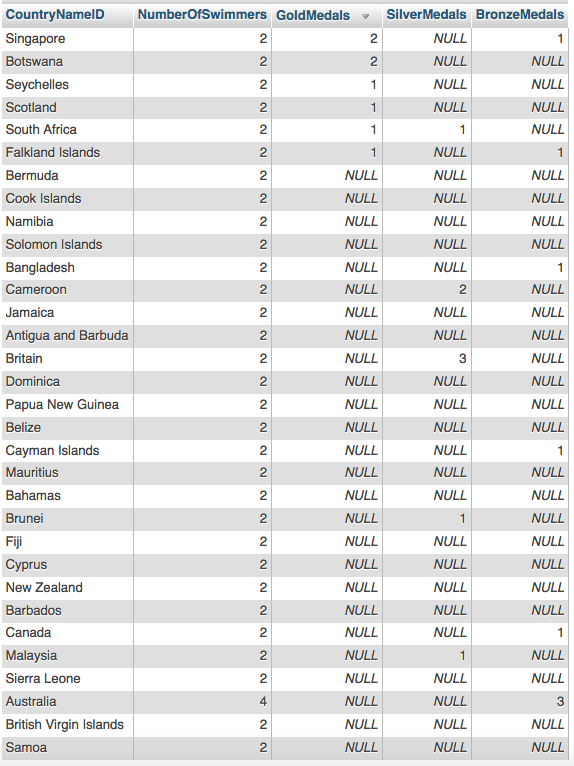 CountryNameID NumberOfSwimmers GoldMedals SilverMedals BronzeMedals
Singapore 2 2 NULL 1
Botswana 2 2 NULL NULL
Seychelles 2 1 NULL NULL
Scotland 2 1 NULL NULL
South Africa 2 1 1 NULL
Falkland Islands 2 1 NULL 1
Bermuda 2 NULL NULL NULL
Cook Islands 2 NULL NULL NULL
Namibia 2 NULL NULL NULL
Solomon Islands 2 NULL NULL NULL
Bangladesh 2 NULL NULL 1
Cameroon 2 NULL 2 NULL
Jamaica 2 NULL NULL NULL
Antigua and Barbuda 2 NULL NULL NULL
Britain 2 NULL 3 NULL
Dominica 2 NULL NULL NULL
Papua New Guinea 2 NULL NULL NULL
Belize 2 NULL NULL NULL
Cayman Islands 2 NULL NULL 1
Mauritius 2 NULL NULL NULL
Bahamas 2 NULL NULL NULL
Brunei 2 NULL 1 NULL
Fiji 2 NULL NULL NULL
Cyprus 2 NULL NULL NULL
New Zealand 2 NULL NULL NULL
Barbados 2 NULL NULL NULL
Canada 2 NULL NULL 1
Malaysia 2 NULL 1 NULL
Sierra Leone 2 NULL NULL NULL
Australia 4 NULL NULL 3
British Virgin Islands 2 NULL NULL NULL
Samoa 2 NULL NULL NULL